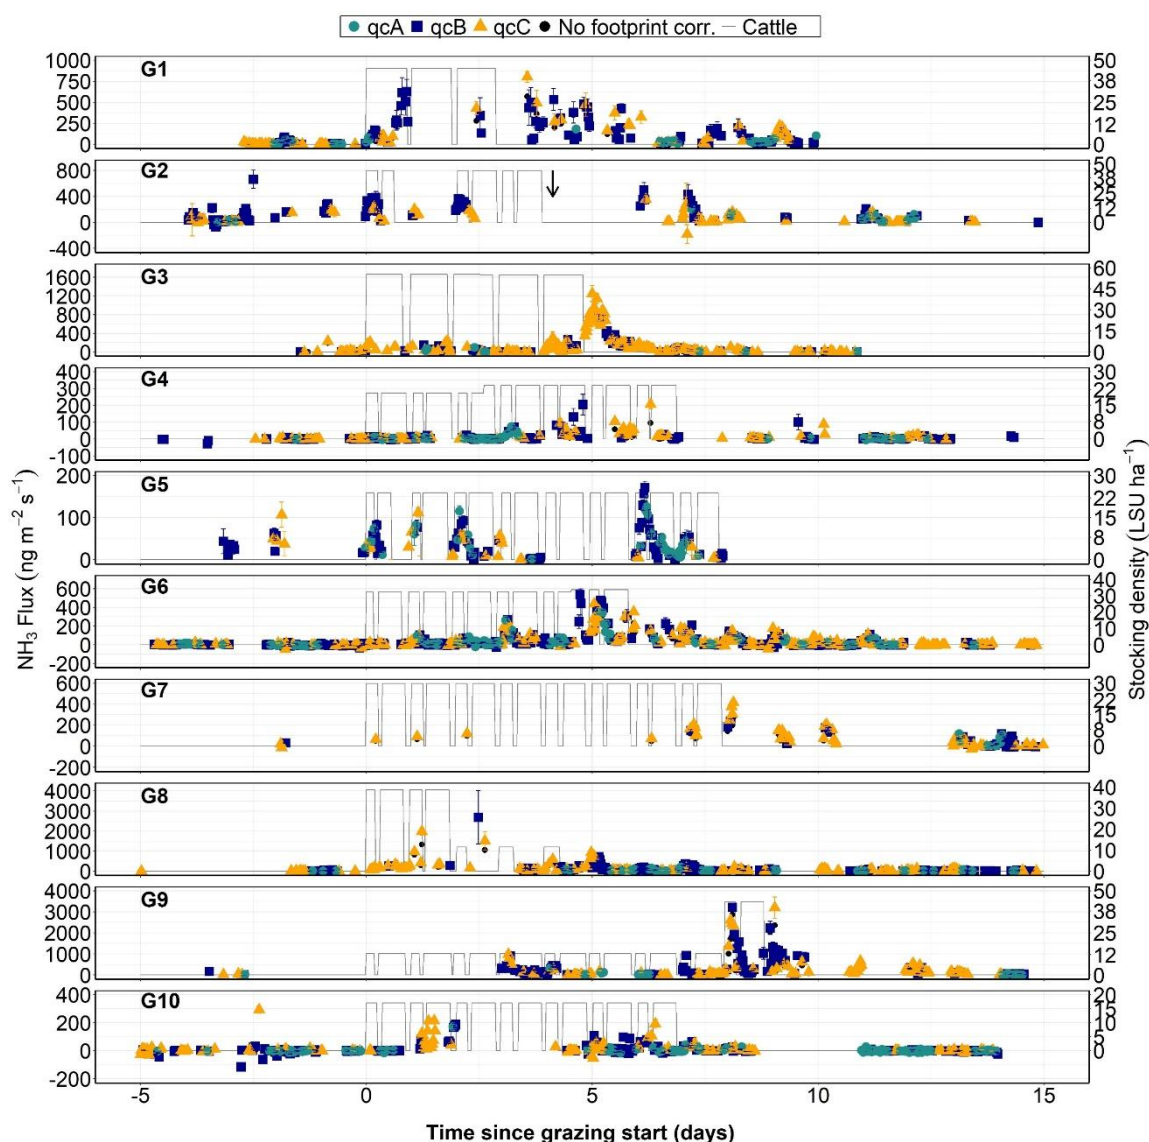 qcA qcB qcC No footprint corr. Cattle
G1
1000 750 500 250 0
50 48 36 25 12 0
G2
800 400 0 -400
50 48 36 25 12 0
G3
1600 1200 800 400 0
60 45 30 15 0
G4
400 300 200 100 0 -100
30 22 15 8 0
G5
200 100 0
30 22 15 8 0
G6
600 400 200 0 -200
40 30 20 10 0
G7
600 400 200 0 -200
30 22 15 8 0
G8
4000 3000 2000 1000 0
40 30 20 10 0
G9
4000 3000 2000 1000 0
50 48 36 25 12 0
G10
400 200 0 -200
20 15 10 5 0
NH₃ Flux (ng m⁻² s⁻¹)
Stocking density (LSU ha⁻¹)
-5 0 5 10 15
Time since grazing start (days)